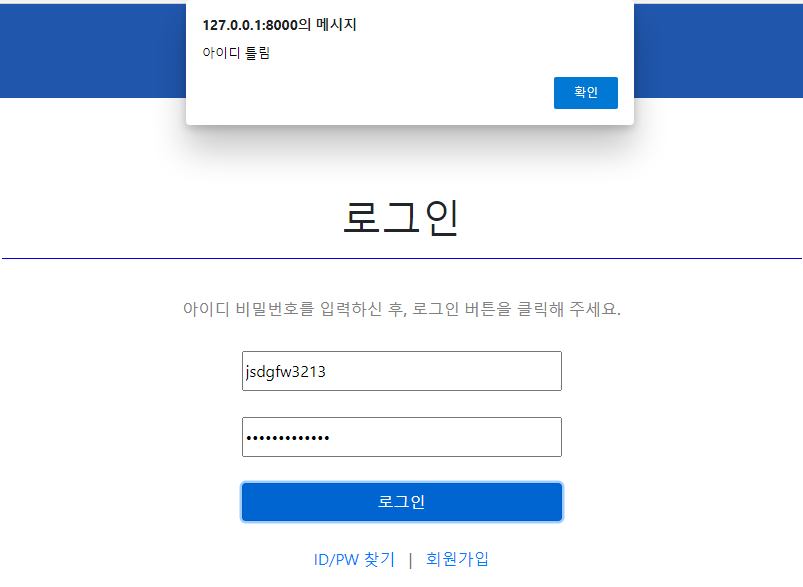 127.0.0.1:8000의 메시지
아이디 틀림
확인
로그인
아이디 비밀번호를 입력하신 후, 로그인 버튼을 클릭해 주세요.
jsdgfw3213
•••••••••••••
로그인
ID/PW 찾기 | 회원가입